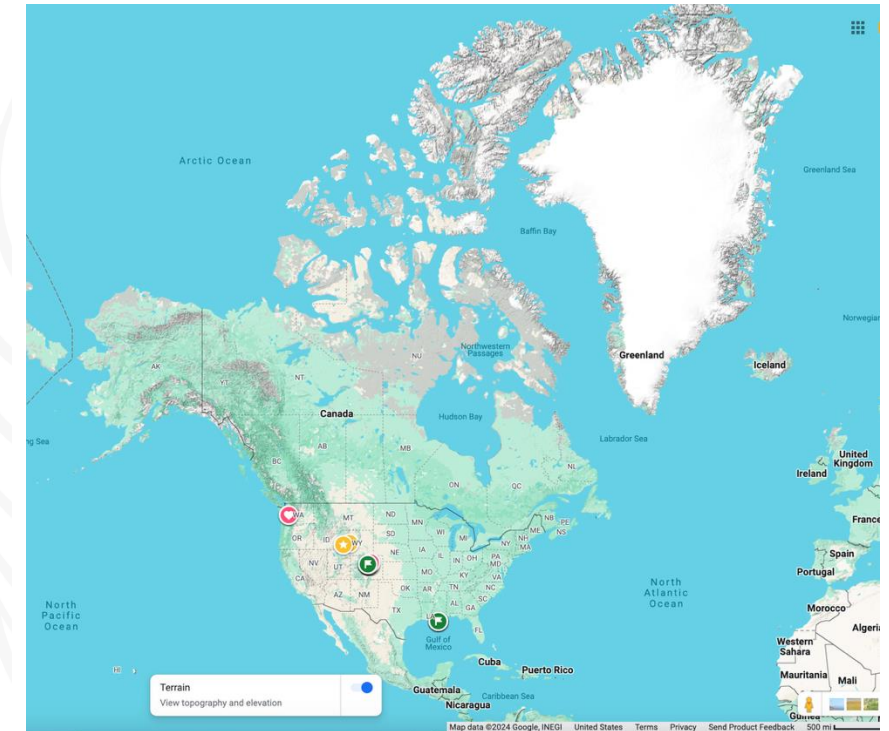 Arctic Ocean
Greenland Sea
Baffin Bay
Norwegian
Northwestern
Passages
NU
Greenland
Iceland
AK
YT
NT
Canada
Hudson Bay
Labrador Sea
ng Sea
BC
AB
MB
ON
QC
NL
United
Kingdom
Ireland
WA
MT
ND
MN
NB
PE
NS
ME
France
OR
ID
WY
SD
WI
MI
NY
NH
MA
NV
UT
NE
IA
IL
IN
OH
PA
MD
Spain
Portugal
CA
MO
KY
VA
AZ
NM
OK
AR
TN
NC
SC
TX
LA
AL
GA
FL
North
Pacific
Ocean
North
Atlantic
Ocean
Morocco
Algeria
Western
Sahara
Gulf of
Mexico
HI
Cuba
Puerto Rico
Mauritania
Mali
Guatemala
Caribbean Sea
Nicaragua
Guinea
Terrain
View topography and elevation
Map data ©2024 Google, INEGI United States Terms Privacy Send Product Feedback 500 mi